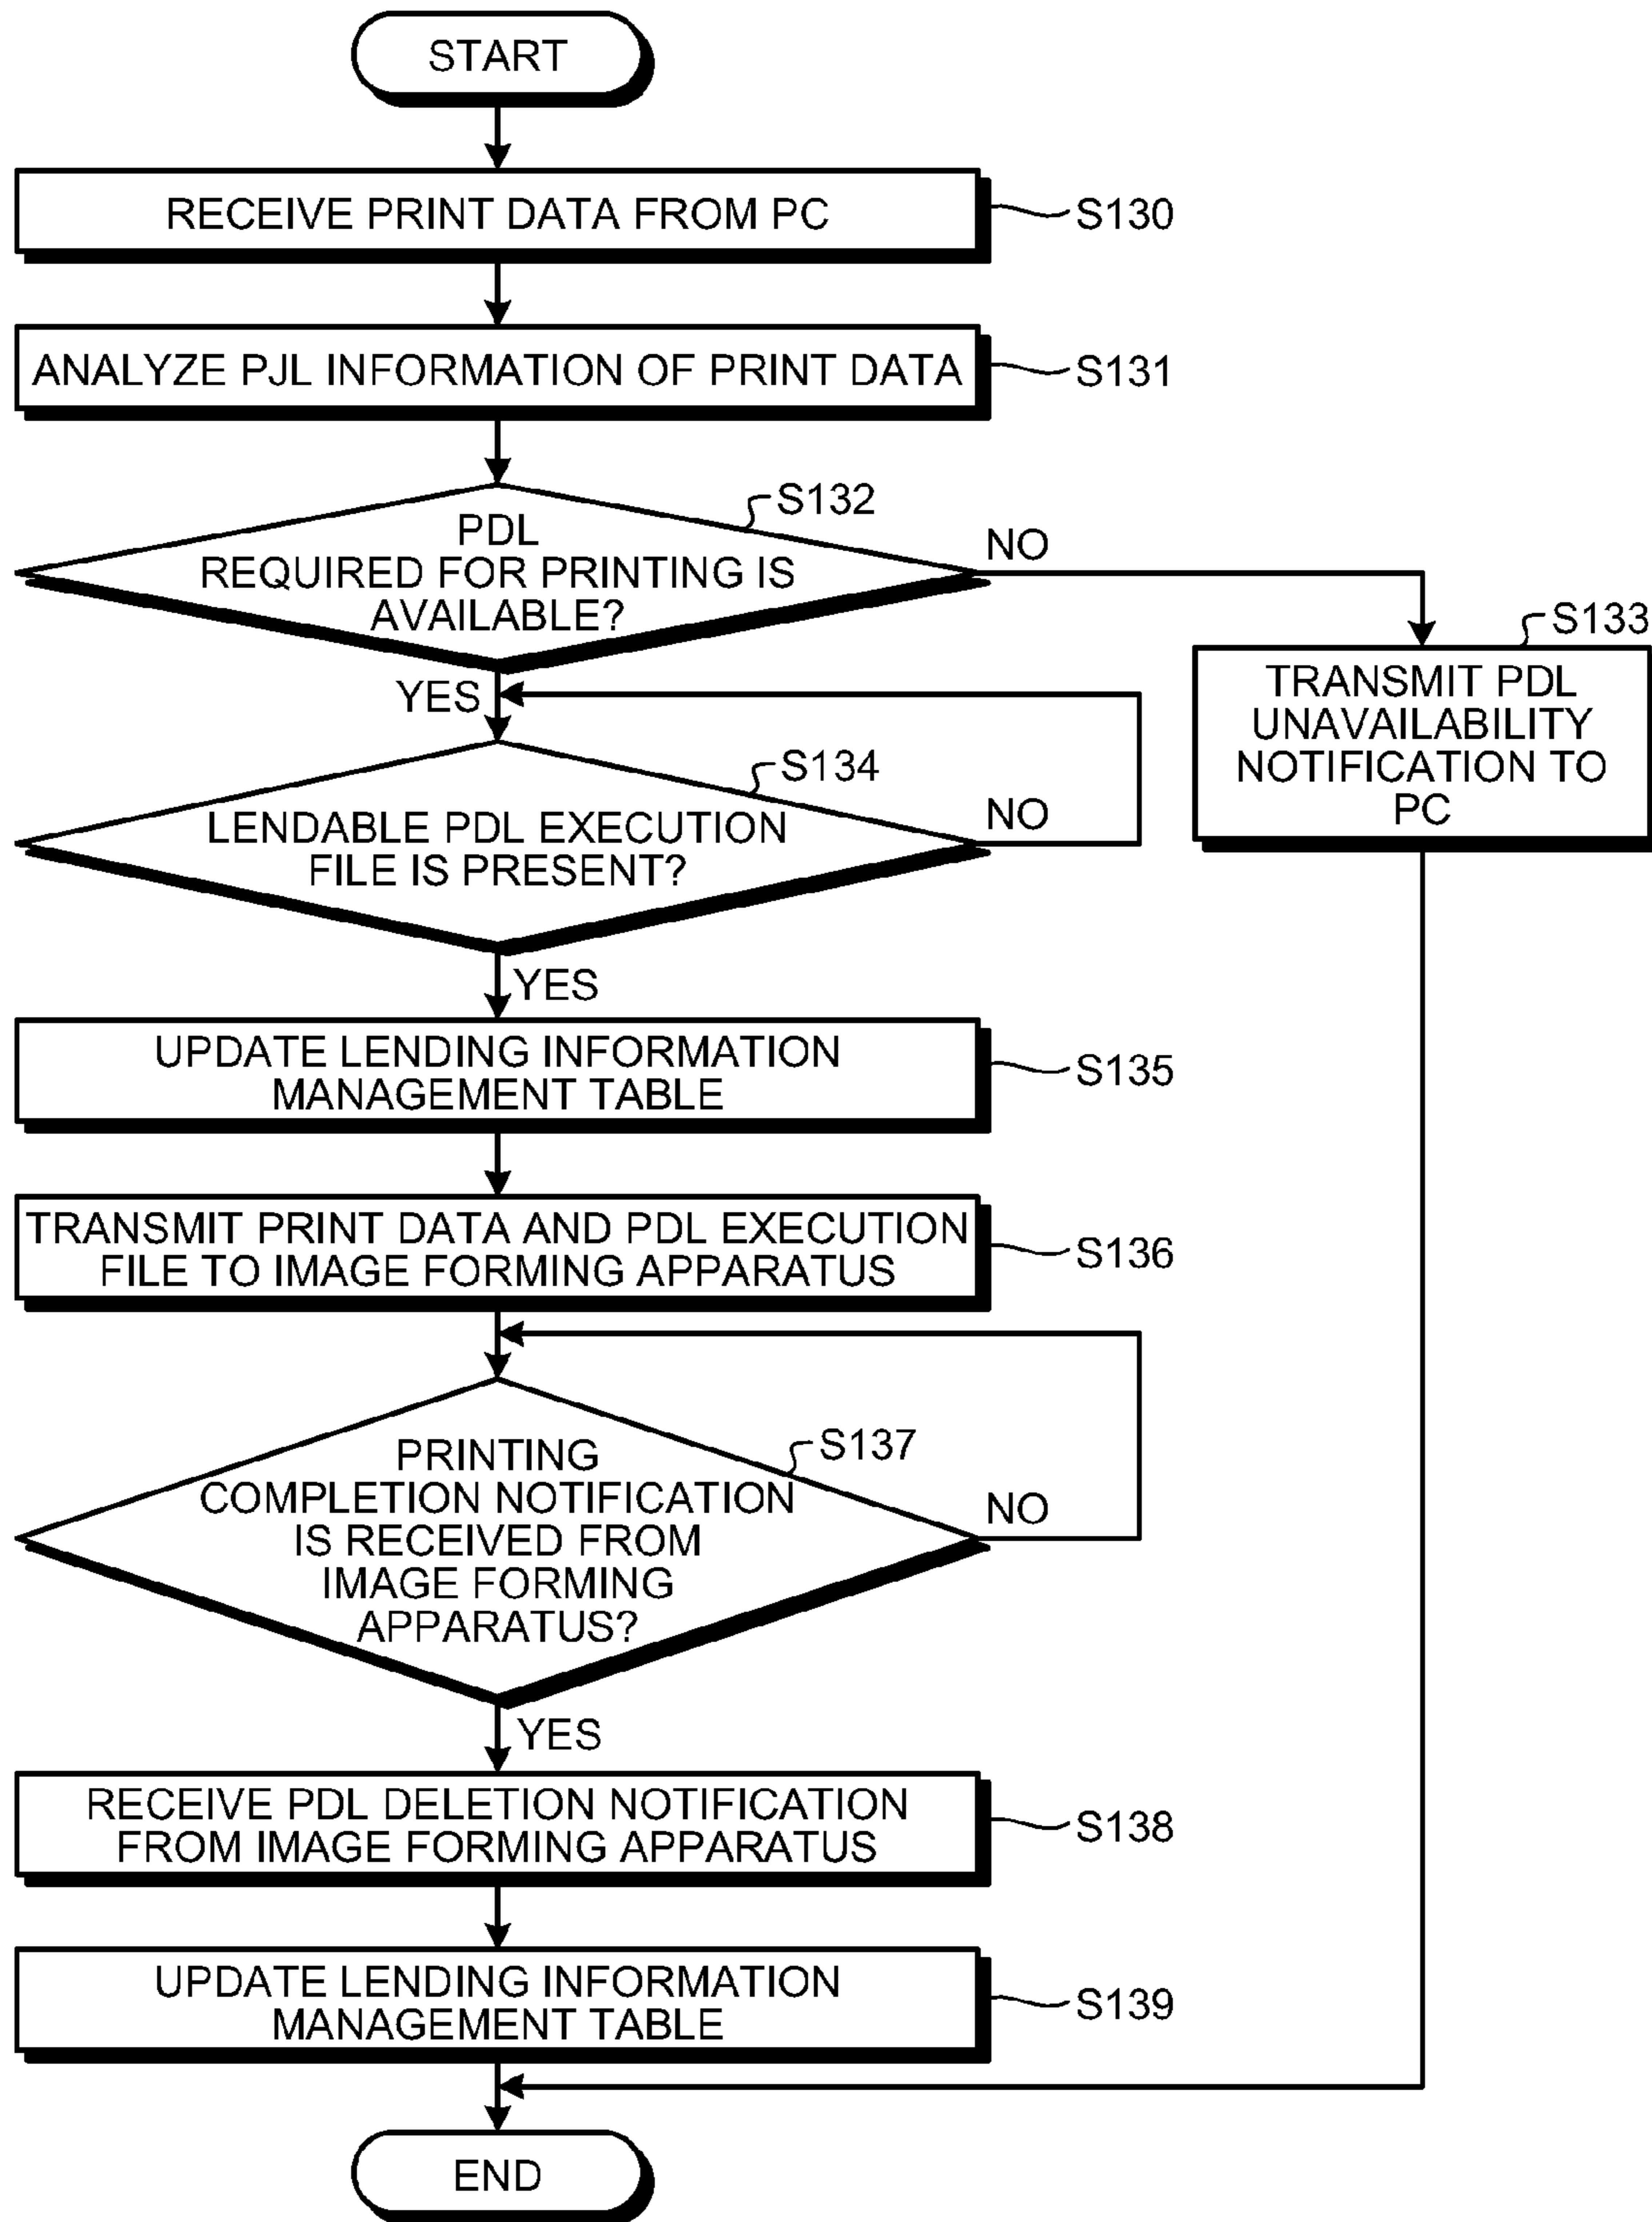 START
RECEIVE PRINT DATA FROM PC
S130
ANALYZE PJL INFORMATION OF PRINT DATA
S131
S132
PDL
REQUIRED FOR PRINTING IS
AVAILABLE?
NO
YES
S133
TRANSMIT PDL
UNAVAILABILITY
NOTIFICATION TO
PC
S134
LENDABLE PDL EXECUTION
FILE IS PRESENT?
NO
YES
UPDATE LENDING INFORMATION
MANAGEMENT TABLE
S135
TRANSMIT PRINT DATA AND PDL EXECUTION
FILE TO IMAGE FORMING APPARATUS
S136
S137
PRINTING
COMPLETION NOTIFICATION
IS RECEIVED FROM
IMAGE FORMING
APPARATUS?
NO
YES
RECEIVE PDL DELETION NOTIFICATION
FROM IMAGE FORMING APPARATUS
S138
UPDATE LENDING INFORMATION
MANAGEMENT TABLE
S139
END